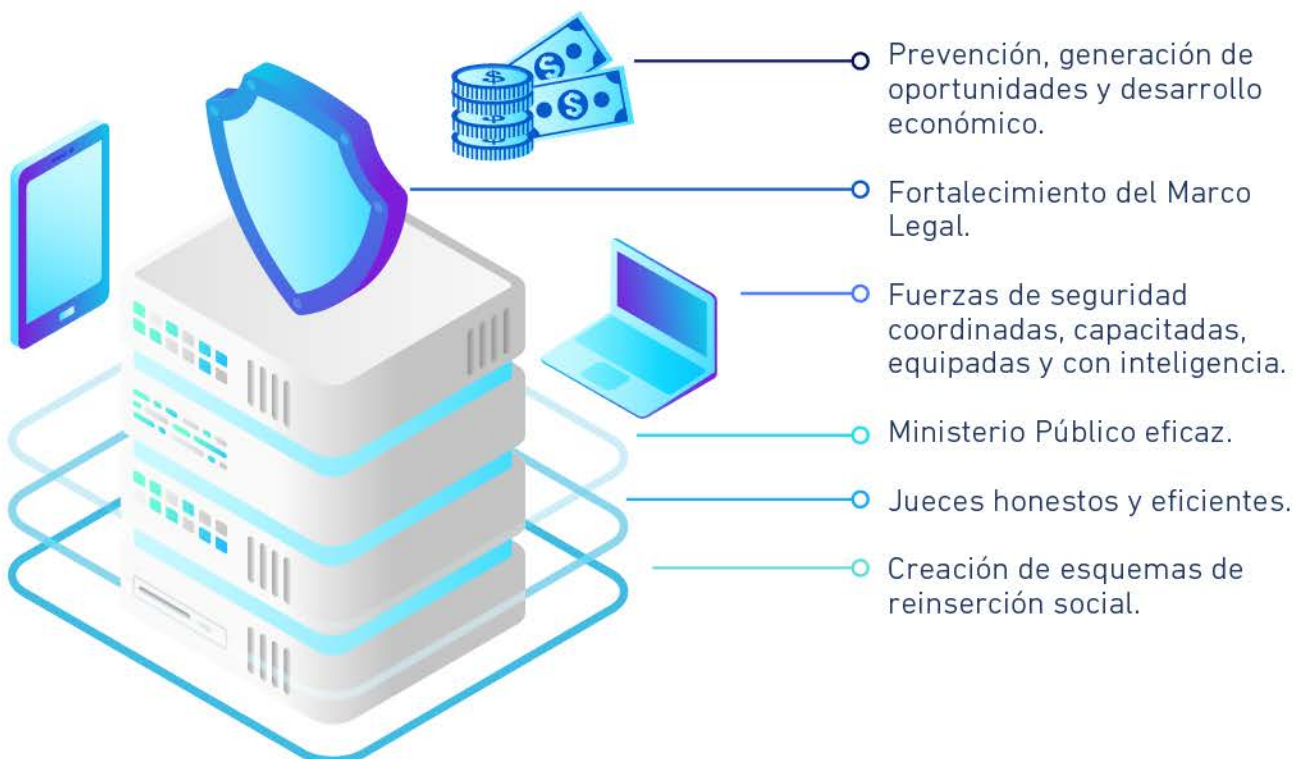 Prevención, generación de
oportunidades y desarrollo
económico.
Fortalecimiento del Marco
Legal.
Fuerzas de seguridad
coordinadas, capacitadas,
equipadas y con inteligencia.
Ministerio Público eficaz.
Jueces honestos y eficientes.
Creación de esquemas de
reinserción social.